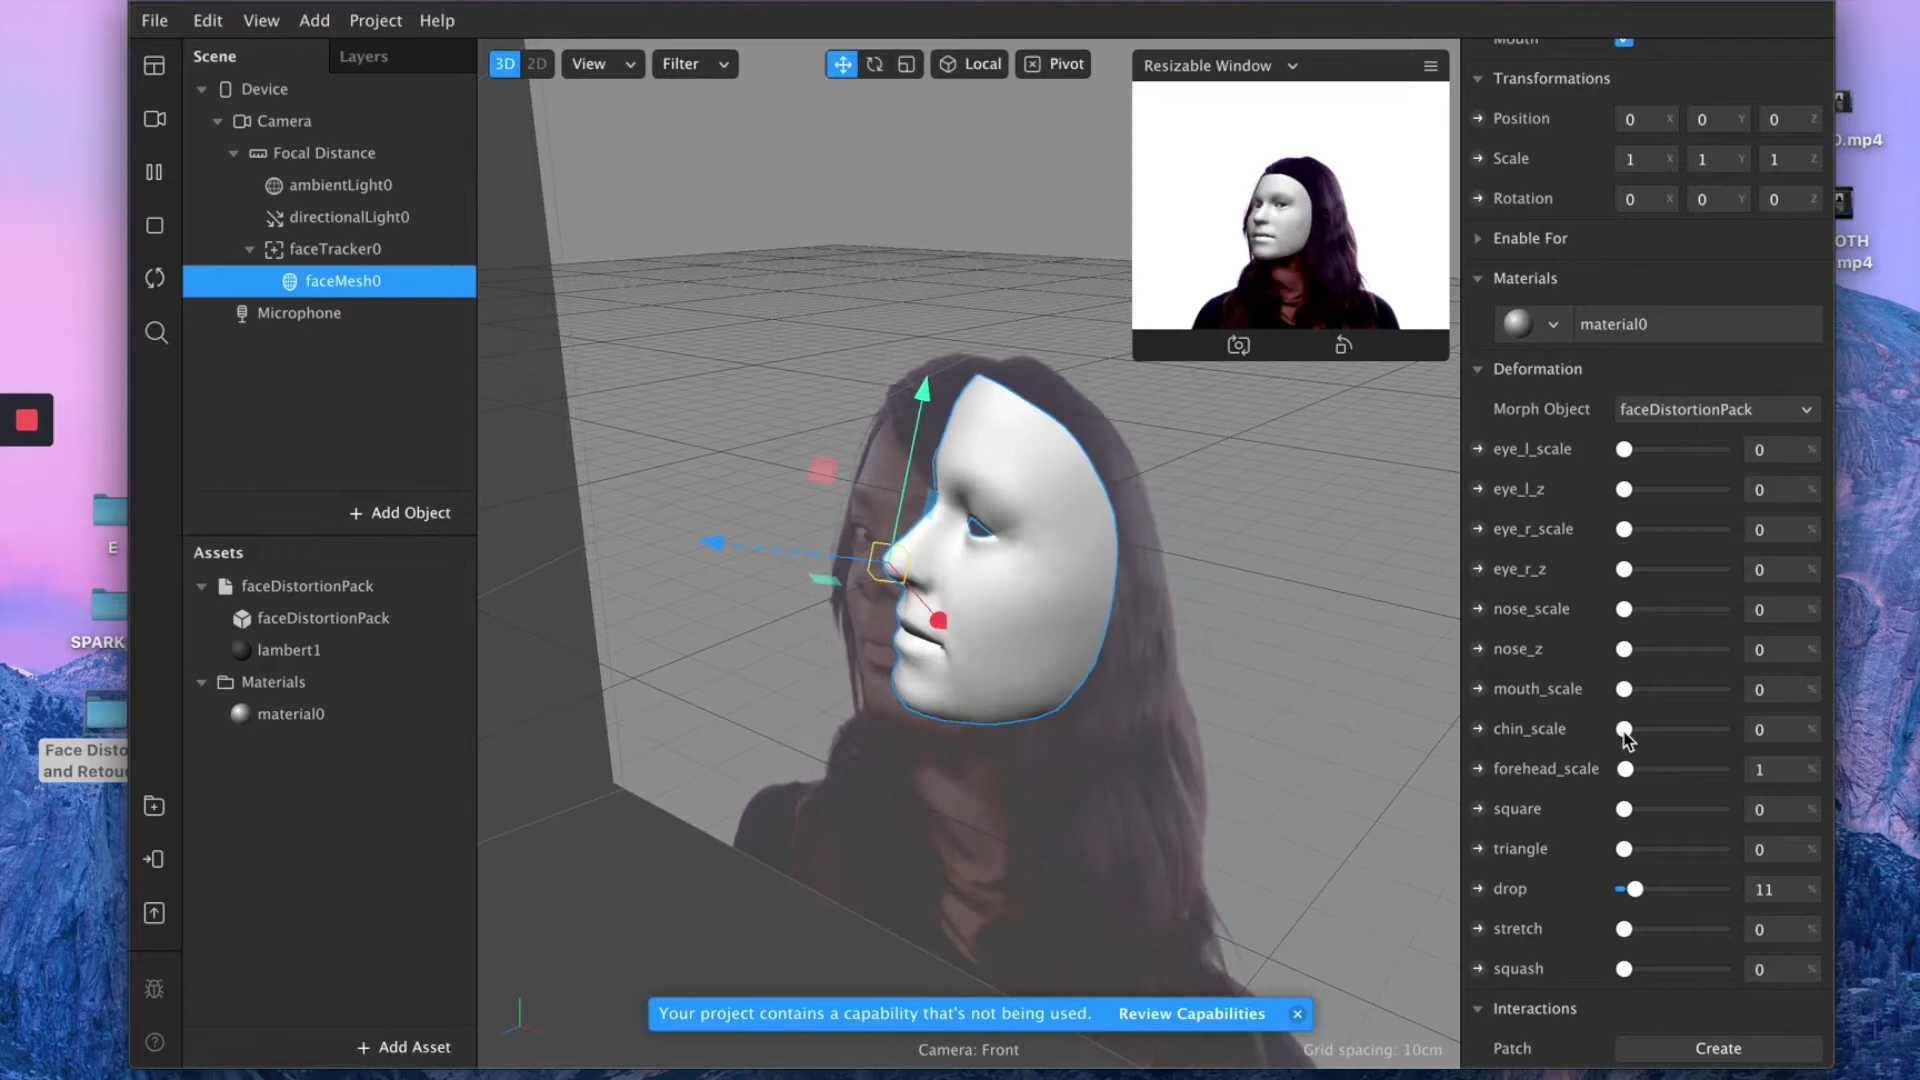 File Edit View Add Project Help
Scene Layers
Device
Camera
Focal Distance
ambientLight0
directionalLight0
faceTracker0
faceMesh0
Microphone
+ Add Object
Assets
faceDistortionPack
faceDistortionPack
lambert1
Materials
material0
+ Add Asset
3D 2D View Filter Local Pivot
Resizable Window
Your project contains a capability that's not being used. Review Capabilities
Camera: Front
Grid spacing: 10cm
Mouth
Transformations
Position 0 X 0 Y 0 Z
Scale 1 X 1 Y 1 Z
Rotation 0 X 0 Y 0 Z
Enable For
Materials
material0
Deformation
Morph Object faceDistortionPack
eye_l_scale 0 %
eye_l_z 0 %
eye_r_scale 0 %
eye_r_z 0 %
nose_scale 0 %
nose_z 0 %
mouth_scale 0 %
chin_scale 0 %
forehead_scale 1 %
square 0 %
triangle 0 %
drop 11 %
stretch 0 %
squash 0 %
Interactions
Patch Create
E
SPARK
Face Disto
and Retou
0.mp4
OTH
mp4